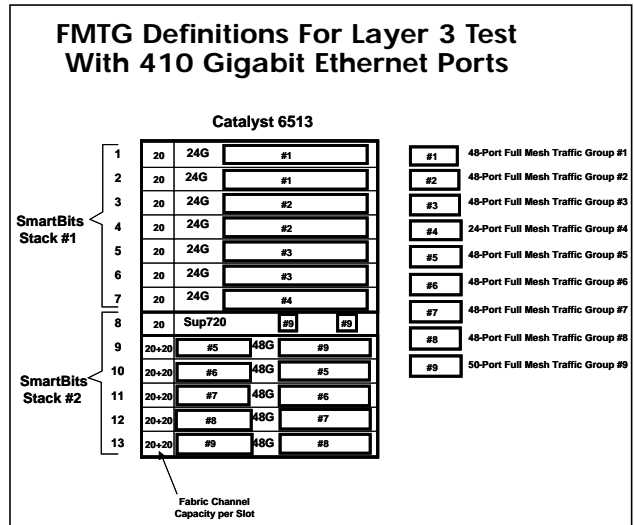 FMTG Definitions For Layer 3 Test
With 410 Gigabit Ethernet Ports
Catalyst 6513
SmartBits
Stack #1
1 20 24G #1
2 20 24G #1
3 20 24G #2
4 20 24G #2
5 20 24G #3
6 20 24G #3
7 20 24G #4
SmartBits
Stack #2
8 20 Sup720 #9 #9
9 20+20 #5 48G #9
10 20+20 #6 48G #5
11 20+20 #7 48G #6
12 20+20 #8 48G #7
13 20+20 #9 48G #8
Fabric Channel
Capacity per Slot
#1 48-Port Full Mesh Traffic Group #1
#2 48-Port Full Mesh Traffic Group #2
#3 48-Port Full Mesh Traffic Group #3
#4 24-Port Full Mesh Traffic Group #4
#5 48-Port Full Mesh Traffic Group #5
#6 48-Port Full Mesh Traffic Group #6
#7 48-Port Full Mesh Traffic Group #7
#8 48-Port Full Mesh Traffic Group #8
#9 50-Port Full Mesh Traffic Group #9